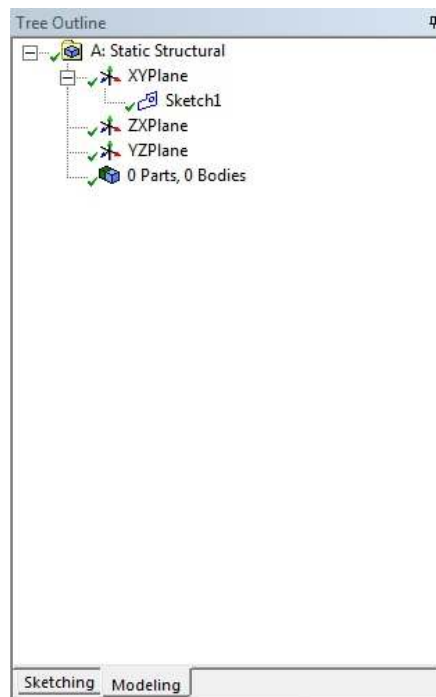 Tree Outline
A: Static Structural
XYPlane
Sketch1
ZXPlane
YZPlane
0 Parts, 0 Bodies
Sketching Modeling